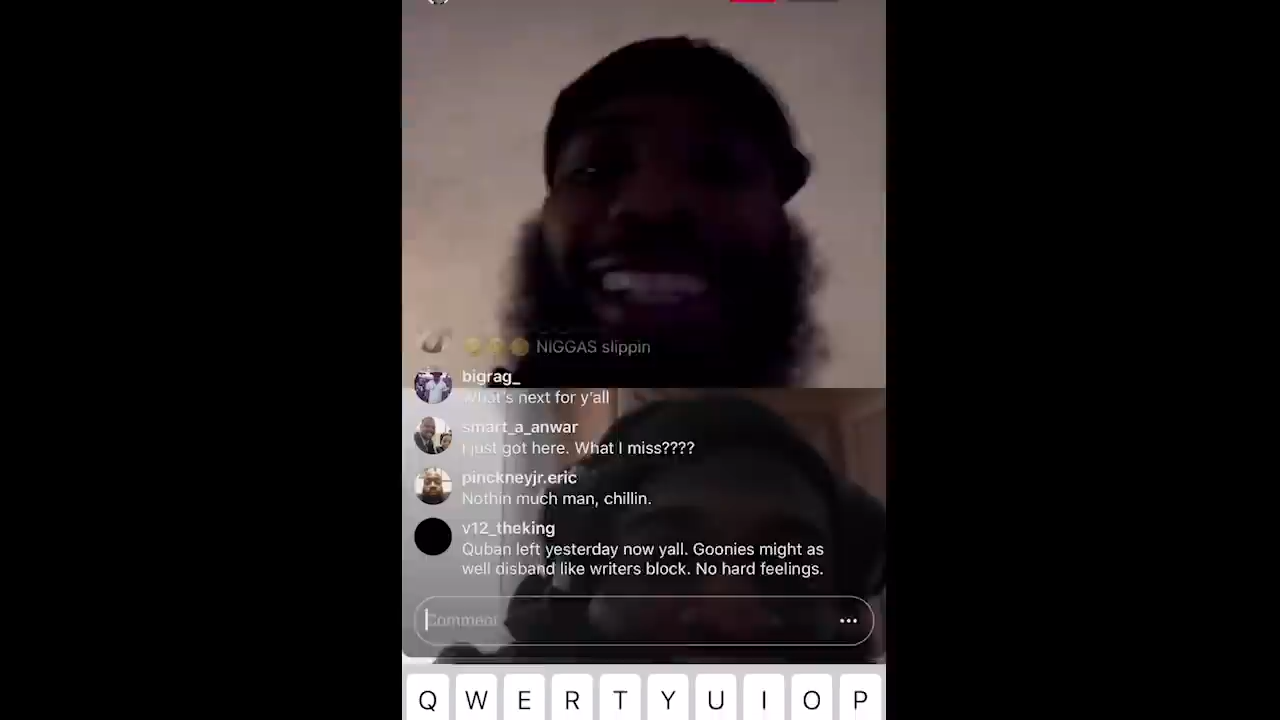 NIGGAS slippin
bigrag_
What's next for y'all
smart_a_anwar
I just got here. What I miss????
pinckneyjr.eric
Nothin much man, chillin.
v12_theking
Quban left yesterday now yall. Goonies might as
well disband like writers block. No hard feelings.
Comment
Q W E R T Y U I O P